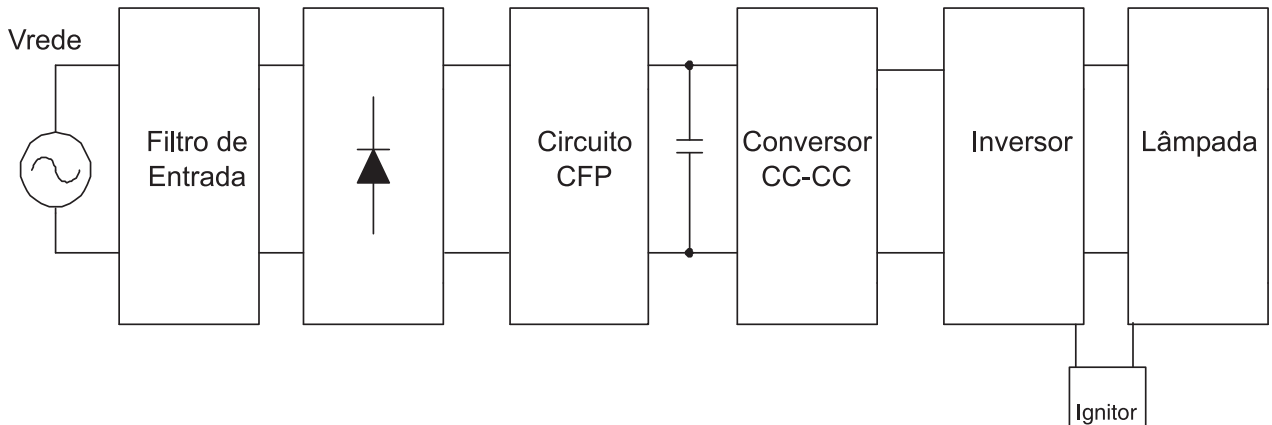 Vrede
Filtro de
Entrada
Circuito
CFP
Conversor
CC-CC
Inversor
Lâmpada
Ignitor